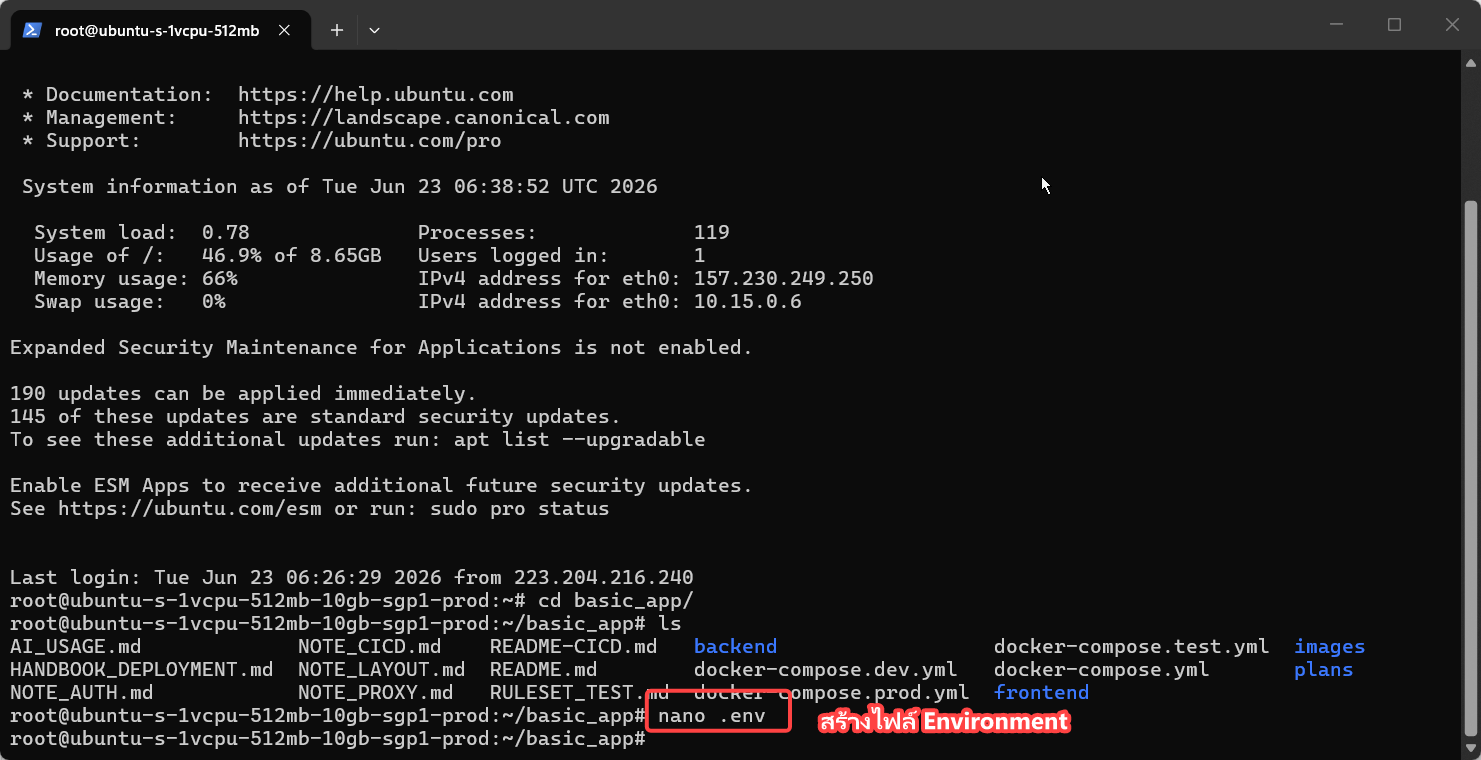 root@ubuntu-s-1vcpu-512mb
* Documentation:  https://help.ubuntu.com
* Management:     https://landscape.canonical.com
* Support:        https://ubuntu.com/pro
System information as of Tue Jun 23 06:38:52 UTC 2026
System load:  0.78                Processes:             119
Usage of /:   46.9% of 8.65GB   Users logged in:       1
Memory usage: 66%               IPv4 address for eth0: 157.230.249.250
Swap usage:   0%                IPv4 address for eth0: 10.15.0.6
Expanded Security Maintenance for Applications is not enabled.
190 updates can be applied immediately.
145 of these updates are standard security updates.
To see these additional updates run: apt list --upgradable
Enable ESM Apps to receive additional future security updates.
See https://ubuntu.com/esm or run: sudo pro status
Last login: Tue Jun 23 06:26:29 2026 from 223.204.216.240
root@ubuntu-s-1vcpu-512mb-10gb-sgp1-prod:~# cd basic_app/
root@ubuntu-s-1vcpu-512mb-10gb-sgp1-prod:~/basic_app# ls
AI_USAGE.md             NOTE_CICD.md    README-CICD.md   backend                  docker-compose.test.yml  images
HANDBOOK_DEPLOYMENT.md  NOTE_LAYOUT.md  README.md        docker-compose.dev.yml   docker-compose.yml       plans
NOTE_AUTH.md            NOTE_PROXY.md   RULESET_TEST.md  docker-compose.prod.yml  frontend
root@ubuntu-s-1vcpu-512mb-10gb-sgp1-prod:~/basic_app# nano .env สร้างไฟล์ Environment
root@ubuntu-s-1vcpu-512mb-10gb-sgp1-prod:~/basic_app#